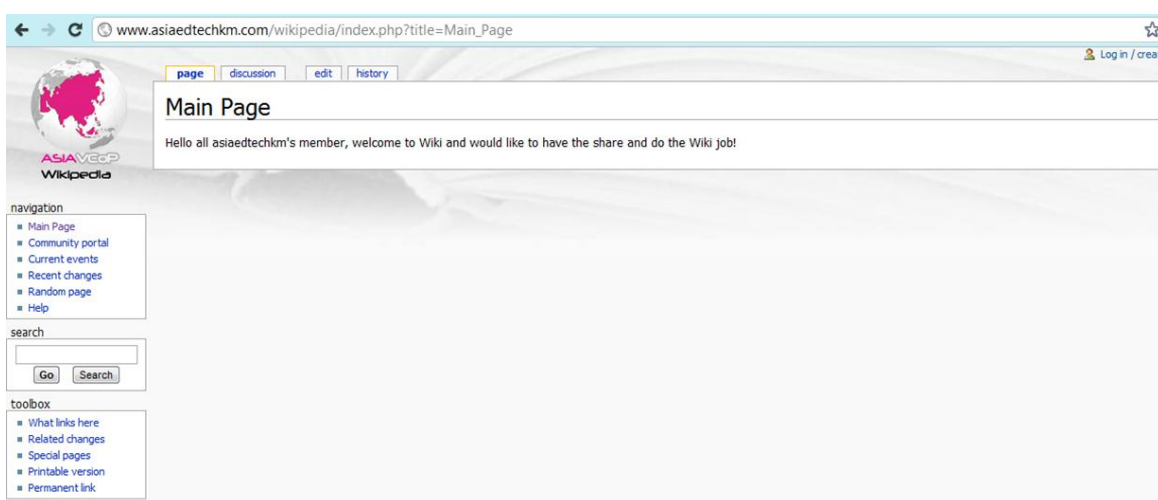 www.asiaedtechkm.com/wikipedia/index.php?title=Main_Page
Log in / crea
page discussion edit history
Main Page
Hello all asiaedtechkm's member, welcome to Wiki and would like to have the share and do the Wiki job!
ASIAVCoP
Wikipedia
navigation
Main Page
Community portal
Current events
Recent changes
Random page
Help
search
Go Search
toolbox
What links here
Related changes
Special pages
Printable version
Permanent link